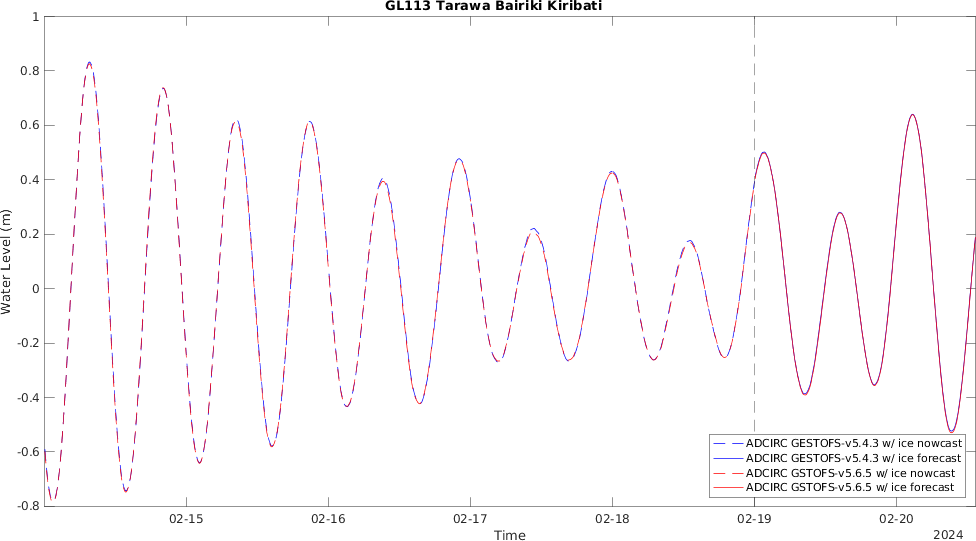 GL113 Tarawa Bairiki Kiribati
1
0.8
0.6
0.4
0.2
0
-0.2
-0.4
-0.6
-0.8
Water Level (m)
ADCIRC GESTOFS-v5.4.3 w/ ice nowcast
ADCIRC GESTOFS-v5.4.3 w/ ice forecast
ADCIRC GSTOFS-v5.6.5 w/ ice nowcast
ADCIRC GSTOFS-v5.6.5 w/ ice forecast
02-15 02-16 02-17 02-18 02-19 02-20
Time
2024